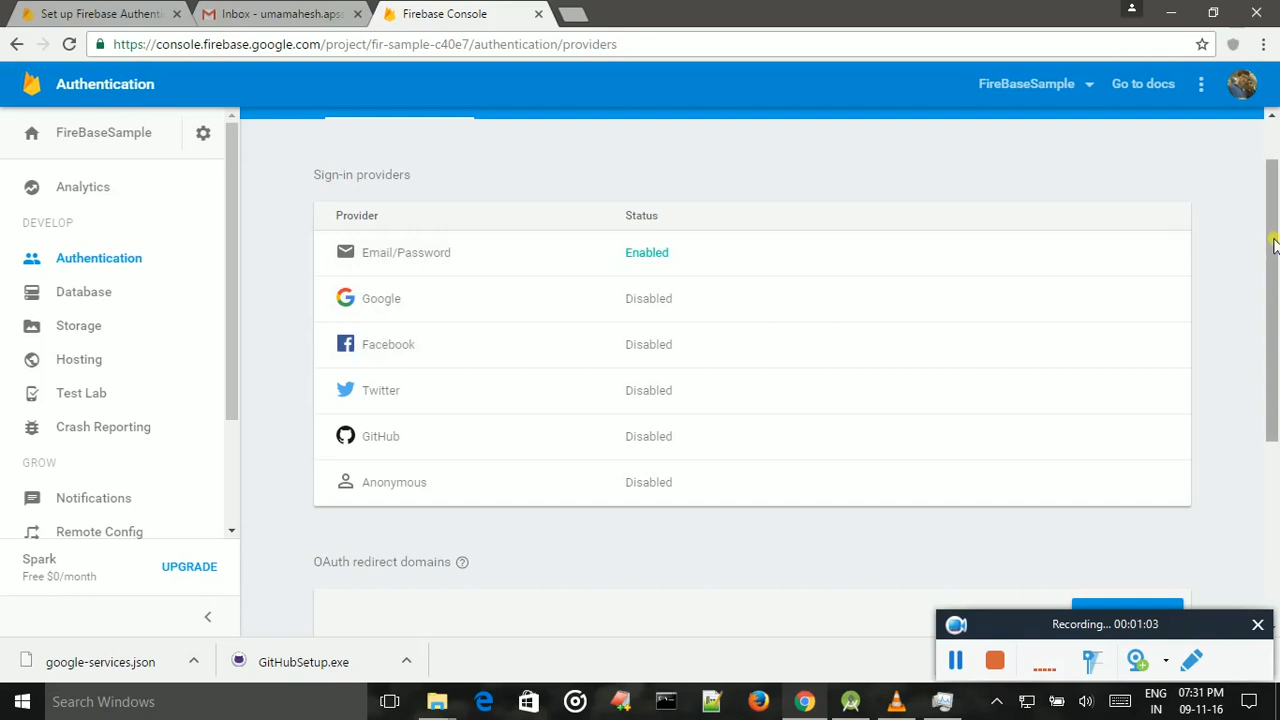 Set up Firebase Authenti
Inbox - umamahesh.apss
Firebase Console
https://console.firebase.google.com/project/fir-sample-c40e7/authentication/providers
Authentication
FireBaseSample
Go to docs
FireBaseSample
Analytics
DEVELOP
Authentication
Database
Storage
Hosting
Test Lab
Crash Reporting
GROW
Notifications
Remote Config
Spark
Free $0/month
UPGRADE
Sign-in providers
Provider Status
Email/Password Enabled
Google Disabled
Facebook Disabled
Twitter Disabled
GitHub Disabled
Anonymous Disabled
OAuth redirect domains
Recording... 00:01:03
google-services.json
GitHubSetup.exe
Search Windows
ENG
IN
07:31 PM
09-11-16